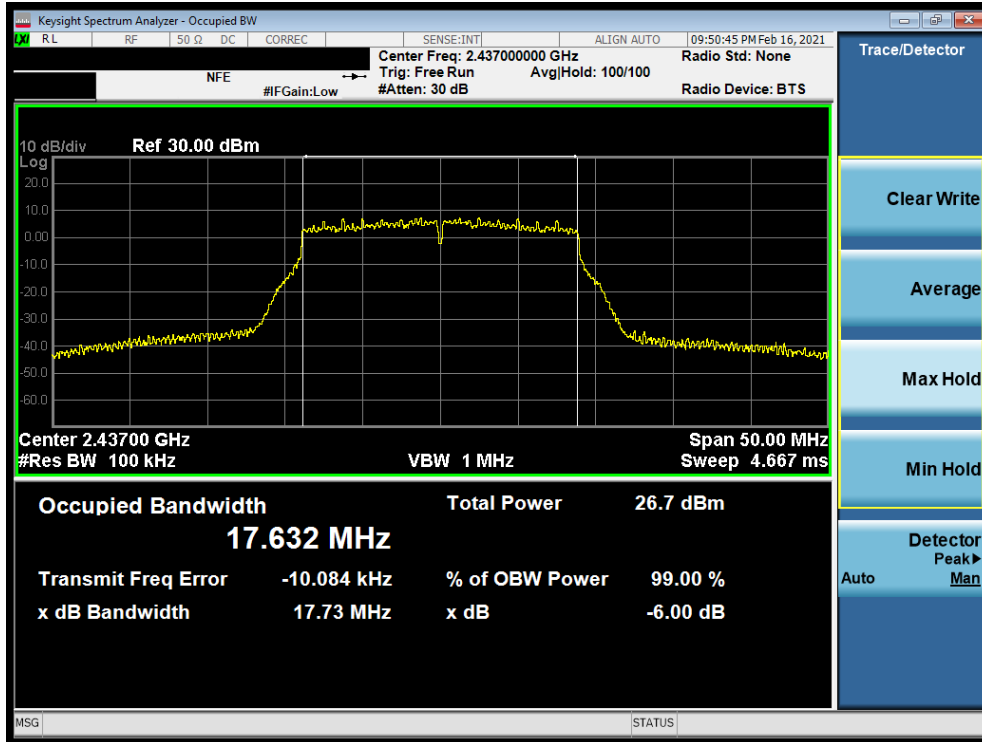 Keysight Spectrum Analyzer - Occupied BW
LXI RL RF 50 Ω DC CORREC SENSE:INT ALIGN AUTO 09:50:45 PM Feb 16, 2021
Center Freq: 2.437000000 GHz Radio Std: None
NFE Trig: Free Run Avg|Hold: 100/100
#IFGain:Low #Atten: 30 dB Radio Device: BTS
Trace/Detector
10 dB/div Ref 30.00 dBm
Log
20.0
10.0
0.00
-10.0
-20.0
-30.0
-40.0
-50.0
-60.0
Center 2.43700 GHz Span 50.00 MHz
#Res BW 100 kHz VBW 1 MHz Sweep 4.667 ms
Occupied Bandwidth Total Power 26.7 dBm
17.632 MHz
Transmit Freq Error -10.084 kHz % of OBW Power 99.00 %
x dB Bandwidth 17.73 MHz x dB -6.00 dB
Clear Write
Average
Max Hold
Min Hold
Detector
Peak▶
Auto Man
MSG STATUS